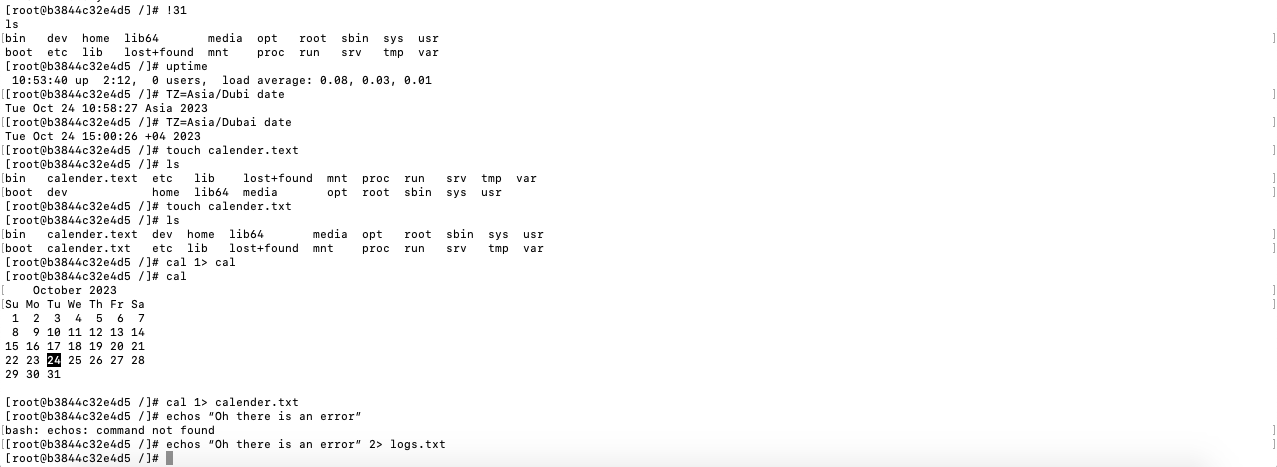 [root@b3844c32e4d5 /]# !31
ls
bin   dev  home  lib64       media  opt   root  sbin  sys  usr
boot  etc  lib   lost+found  mnt    proc  run   srv   tmp  var
[root@b3844c32e4d5 /]# uptime
 10:53:40 up  2:12,  0 users,  load average: 0.08, 0.03, 0.01
[root@b3844c32e4d5 /]# TZ=Asia/Dubi date
Tue Oct 24 10:58:27 Asia 2023
[root@b3844c32e4d5 /]# TZ=Asia/Dubai date
Tue Oct 24 15:00:26 +04 2023
[root@b3844c32e4d5 /]# touch calender.text
[root@b3844c32e4d5 /]# ls
bin   calender.text  etc   lib    lost+found  mnt  proc  run   srv  tmp  var
boot  dev            home  lib64  media       opt  root  sbin  sys  usr
[root@b3844c32e4d5 /]# touch calender.txt
[root@b3844c32e4d5 /]# ls
bin   calender.text  dev  home  lib64       media  opt   root  sbin  sys  usr
boot  calender.txt   etc  lib   lost+found  mnt    proc  run   srv   tmp  var
[root@b3844c32e4d5 /]# cal 1> cal
[root@b3844c32e4d5 /]# cal
    October 2023
Su Mo Tu We Th Fr Sa
 1  2  3  4  5  6  7
 8  9 10 11 12 13 14
15 16 17 18 19 20 21
22 23 24 25 26 27 28
29 30 31
[root@b3844c32e4d5 /]# cal 1> calender.txt
[root@b3844c32e4d5 /]# echos “Oh there is an error”
bash: echos: command not found
[root@b3844c32e4d5 /]# echos “Oh there is an error” 2> logs.txt
[root@b3844c32e4d5 /]#